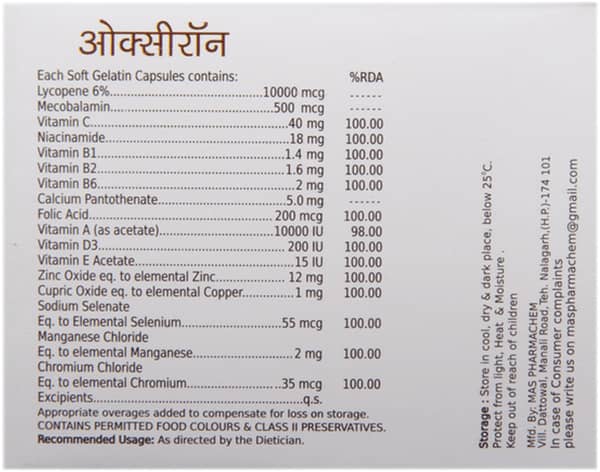 ओक्सीरॉन
Each Soft Gelatin Capsules contains: %RDA
Lycopene 6%..........................................10000 mcg ------
Mecobalamin..........................................500 mcg ------
Vitamin C..........................................40 mg 100.00
Niacinamide..........................................18 mg 100.00
Vitamin B1..........................................1.4 mg 100.00
Vitamin B2..........................................1.6 mg 100.00
Vitamin B6..........................................2 mg 100.00
Calcium Pantothenate..............................5.0 mg ------
Folic Acid..........................................200 mcg 100.00
Vitamin A (as acetate)..............................10000 IU 98.00
Vitamin D3..........................................200 IU 100.00
Vitamin E Acetate..............................15 IU 100.00
Zinc Oxide eq. to elemental Zinc...............12 mg 100.00
Cupric Oxide eq. to elemental Copper.............1 mg 100.00
Sodium Selenate
Eq. to Elemental Selenium.........................55 mcg 100.00
Manganese Chloride
Eq. to elemental Manganese.........................2 mg 100.00
Chromium Chloride
Eq. to elemental Chromium.........................35 mcg 100.00
Excipients..........................................q.s.
Appropriate overages added to compensate for loss on storage.
CONTAINS PERMITTED FOOD COLOURS & CLASS II PRESERVATIVES.
Recommended Usage: As directed by the Dietician.
Storage : Store in cool, dry & dark place, below 25°C.
Protect from light, Heat & Moisture .
Keep out of reach of children
Mfd. By: MAS PHARMACHEM
Vill. Dattowal, Manali Road, Teh. Nalagarh,(H.P.)-174 101
In case of Consumer complaints
please write us on maspharmachem@gmail.com